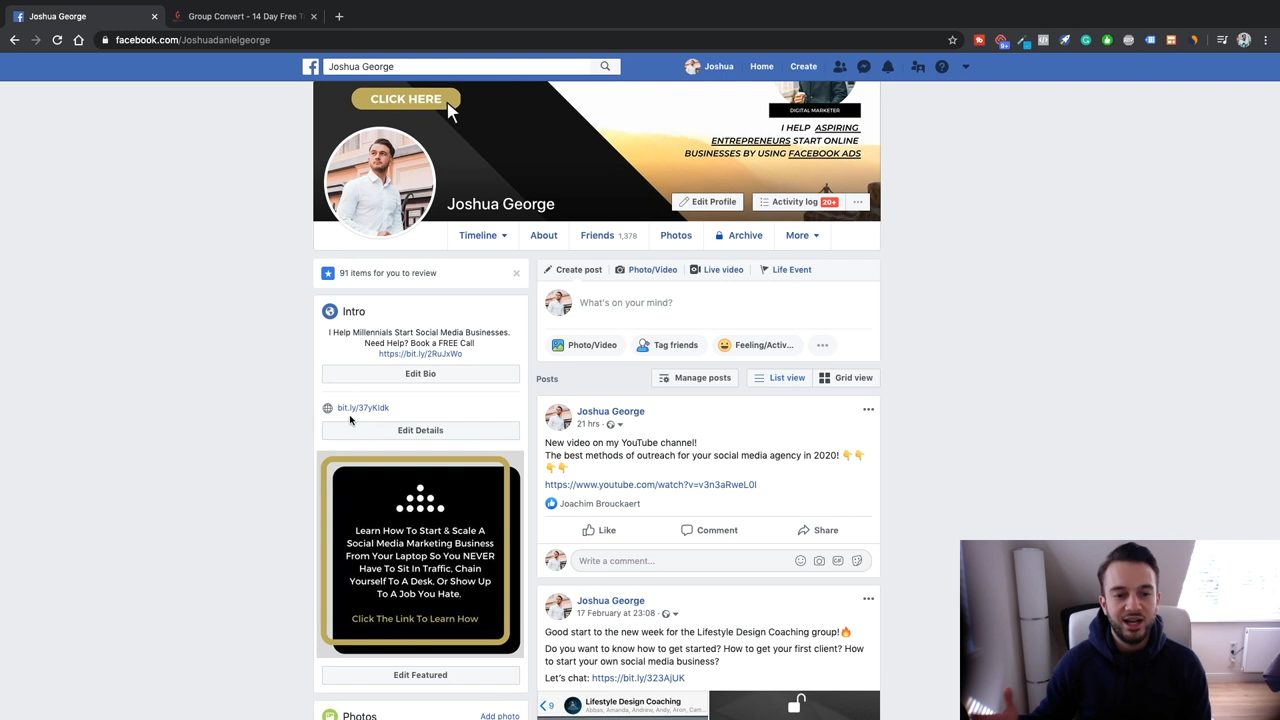 Joshua George
Group Convert - 14 Day Free T
facebook.com/Joshuadanielgeorge
Joshua George
Joshua
Home
Create
CLICK HERE
DIGITAL MARKETER
I HELP ASPIRING
ENTREPRENEURS START ONLINE
BUSINESSES BY USING FACEBOOK ADS
Joshua George
Edit Profile
Activity log 20+
Timeline
About
Friends 1,378
Photos
Archive
More
91 items for you to review
Create post
Photo/Video
Live video
Life Event
What's on your mind?
Photo/Video
Tag friends
Feeling/Activ...
Intro
I Help Millennials Start Social Media Businesses.
Need Help? Book a FREE Call
https://bit.ly/2RuJxWo
Edit Bio
bit.ly/37yKldk
Edit Details
Learn How To Start & Scale A
Social Media Marketing Business
From Your Laptop So You NEVER
Have To Sit In Traffic, Chain
Yourself To A Desk, Or Show Up
To A Job You Hate.
Click The Link To Learn How
Edit Featured
Photos
Add photo
Posts
Manage posts
List view
Grid view
Joshua George
21 hrs
New video on my YouTube channel!
The best methods of outreach for your social media agency in 2020! 👇👇
👇👇
https://www.youtube.com/watch?v=v3n3aRweL0I
Joachim Brouckaert
Like
Comment
Share
Write a comment...
Joshua George
17 February at 23:08
Good start to the new week for the Lifestyle Design Coaching group!🔥
Do you want to know how to get started? How to get your first client? How
to start your own social media business?
Let's chat: https://bit.ly/323AjUK
9
Lifestyle Design Coaching
Abbas, Amanda, Andrew, Andy, Aron, Cam...